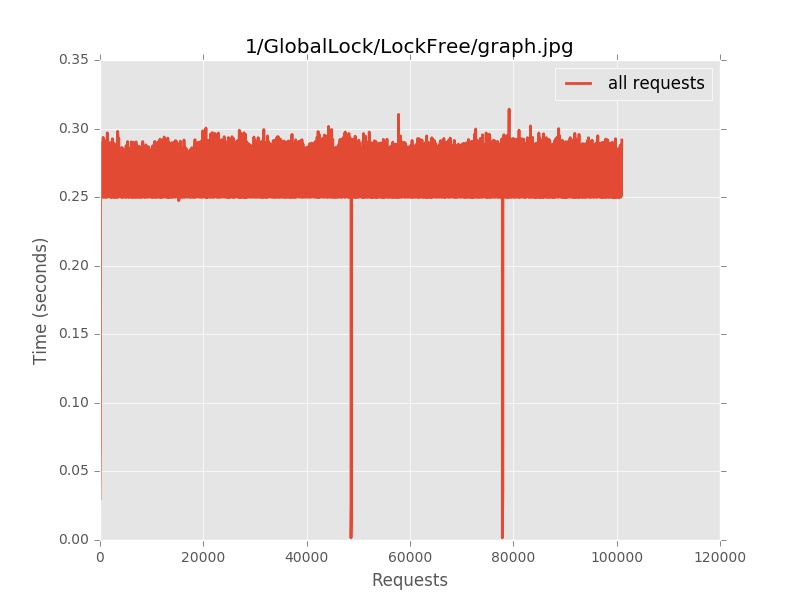 1/GlobalLock/LockFree/graph.jpg
all requests
0.35
0.30
0.25
0.20
0.15
0.10
0.05
0.00
Time (seconds)
0 20000 40000 60000 80000 100000 120000
Requests